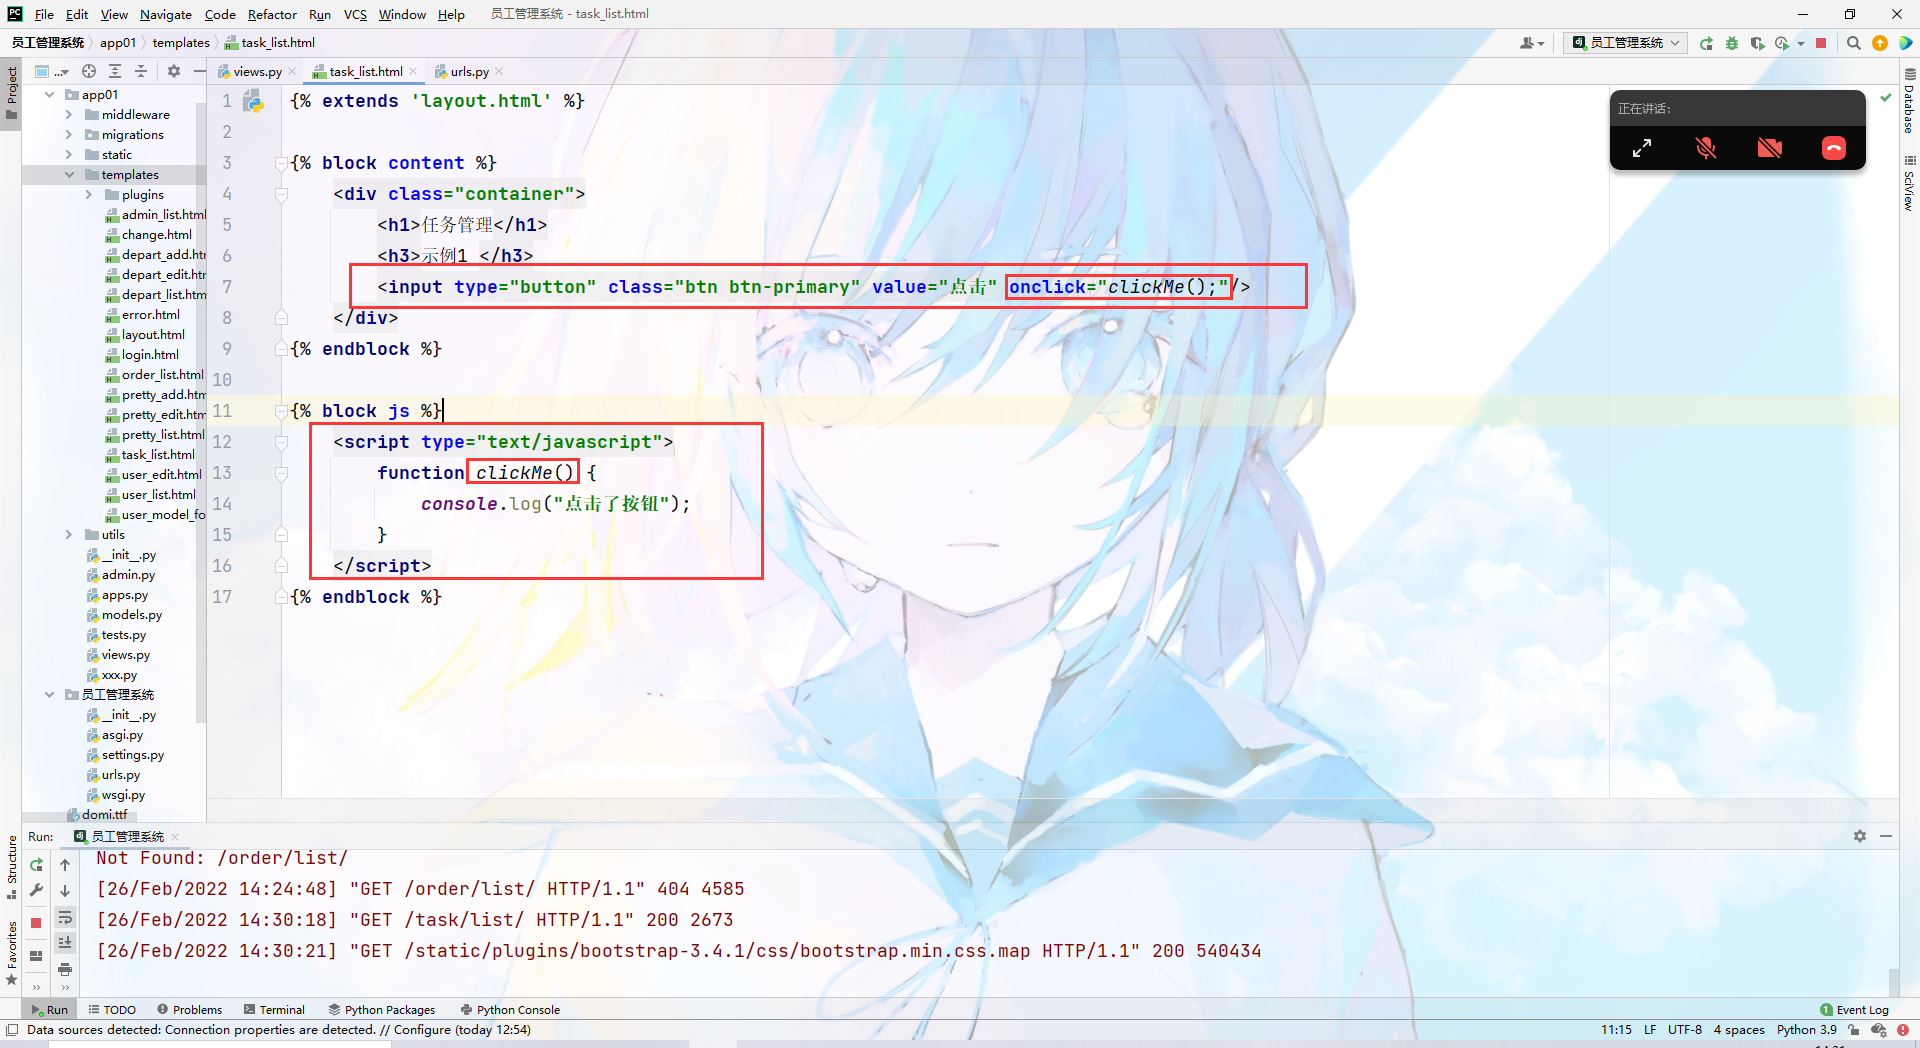 File Edit View Navigate Code Refactor Run VCS Window Help 员工管理系统 - task_list.html
员工管理系统 app01 templates task_list.html
员工管理系统
Project
...
views.py
task_list.html
urls.py
app01
middleware
migrations
static
templates
plugins
admin_list.html
change.html
depart_add.htm
depart_edit.htm
depart_list.htm
error.html
layout.html
login.html
order_list.html
pretty_add.htm
pretty_edit.htm
pretty_list.html
task_list.html
user_edit.html
user_list.html
user_model_fo
utils
__init__.py
admin.py
apps.py
models.py
tests.py
views.py
xxx.py
员工管理系统
__init__.py
asgi.py
settings.py
urls.py
wsgi.py
domi.ttf
1 {% extends 'layout.html' %}
2
3 {% block content %}
4 <div class="container">
5 <h1>任务管理</h1>
6 <h3>示例1 </h3>
7 <input type="button" class="btn btn-primary" value="点击" onclick="clickMe();"/>
8 </div>
9 {% endblock %}
10
11 {% block js %}
12 <script type="text/javascript">
13 function clickMe() {
14 console.log("点击了按钮");
15 }
16 </script>
17 {% endblock %}
正在讲话:
Database
SciView
Structure
Favorites
Run: 员工管理系统
Not Found: /order/list/
[26/Feb/2022 14:24:48] "GET /order/list/ HTTP/1.1" 404 4585
[26/Feb/2022 14:30:18] "GET /task/list/ HTTP/1.1" 200 2673
[26/Feb/2022 14:30:21] "GET /static/plugins/bootstrap-3.4.1/css/bootstrap.min.css.map HTTP/1.1" 200 540434
Run TODO Problems Terminal Python Packages Python Console 1 Event Log
Data sources detected: Connection properties are detected. // Configure (today 12:54) 11:15 LF UTF-8 4 spaces Python 3.9